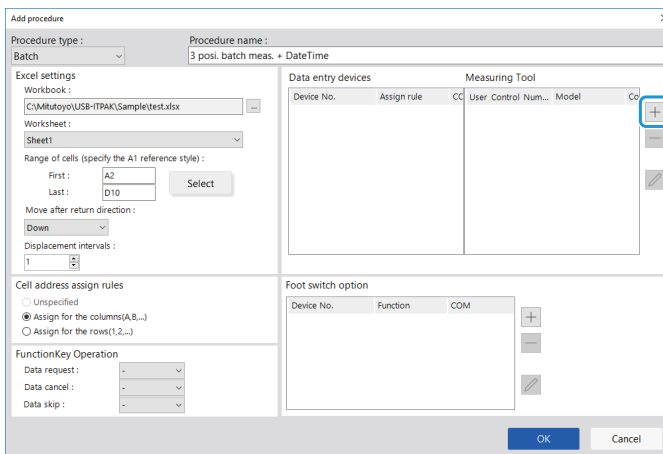 Add procedure
Procedure type :
Procedure name :
Batch
3 posi. batch meas. + DateTime
Excel settings
Workbook :
C:\Mitutoyo\USB-ITPAK\Sample\test.xlsx
...
Worksheet :
Sheet1
Range of cells (specify the A1 reference style) :
First :
A2
Last :
D10
Select
Move after return direction :
Down
Displacement intervals :
1
Data entry devices
Measuring Tool
Device No.
Assign rule
CC
User Control Num...
Model
Co
Cell address assign rules
Unspecified
Assign for the columns(A,B,...)
Assign for the rows(1,2,...)
Foot switch option
Device No.
Function
COM
FunctionKey Operation
Data request :
-
Data cancel :
-
Data skip :
-
OK
Cancel